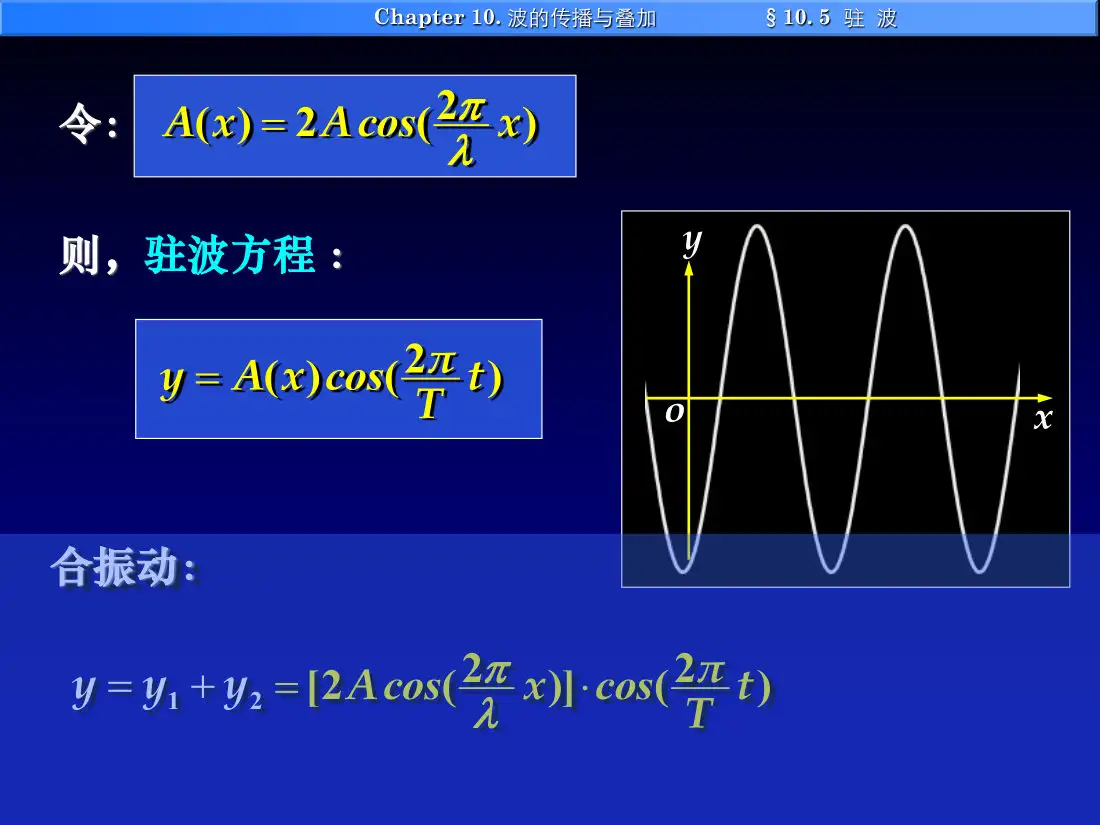 Chapter 10. 波的传播与叠加 § 10. 5 驻 波
令: A(x) = 2A cos(2π/λ x)
则，驻波方程 :
y = A(x) cos(2π/T t)
y
o
x
合振动:
y = y₁ + y₂ = [2A cos(2π/λ x)] · cos(2π/T t)